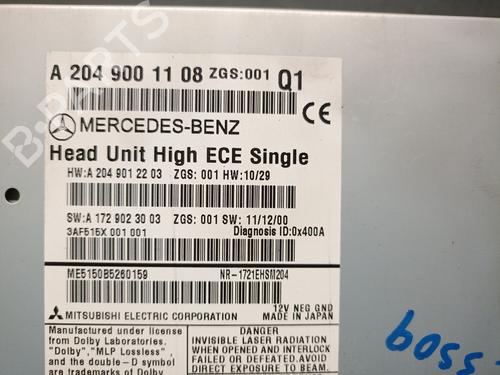 A 204 900 11 08 ZGS:001 Q1
MERCEDES-BENZ
CE
Head Unit High ECE Single
HW:A 204 901 22 03 ZGS: 001 HW: 10/29
SW:A 172 902 30 03 ZGS: 001 SW: 11/12/00
3AF515X 001 001 Diagnosis ID:0x400A
ME5150B5260159 NR-1721EHSM204
12V NEG GND
MITSUBISHI ELECTRIC CORPORATION MADE IN JAPAN
Manufactured under license
from Dolby Laboratories.
"Dolby", "MLP Lossless",
and the double-D symbol
are trademarks of Dolby
DANGER
INVISIBLE LASER RADIATION
WHEN OPENED AND INTERLOCK
FAILED OR DEFEATED. AVOID
DIRECT EXPOSURE TO BEAM
B-PARTS